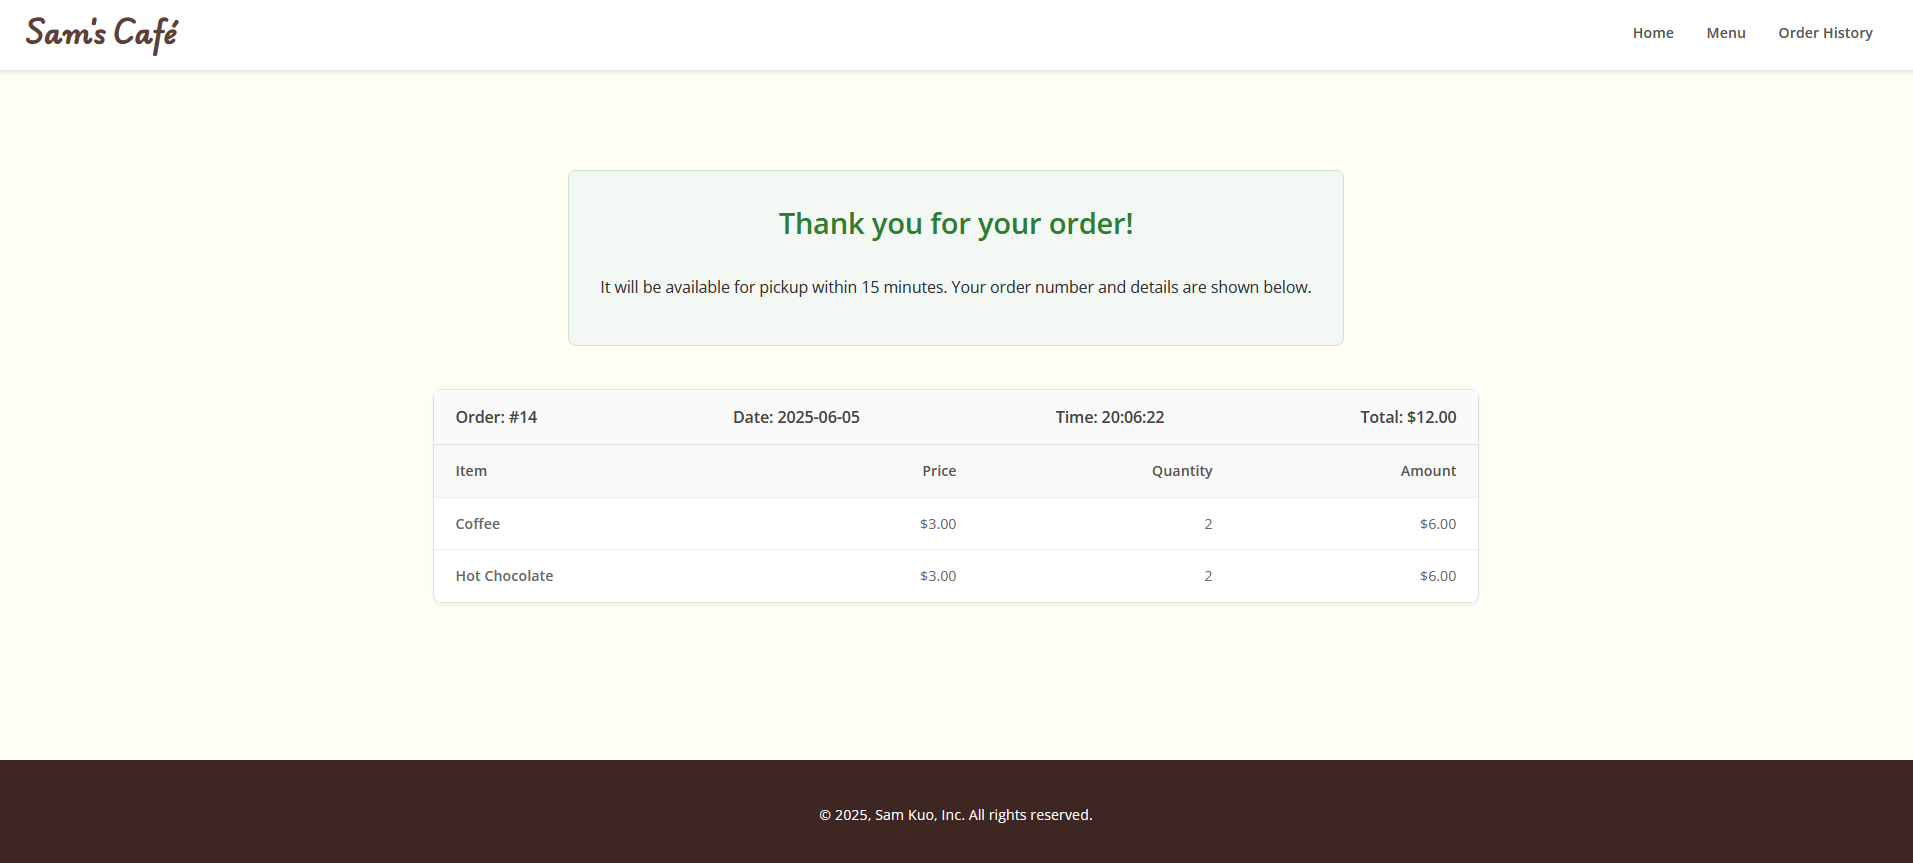 Sam's Café
Home Menu Order History
Thank you for your order!
It will be available for pickup within 15 minutes. Your order number and details are shown below.
Order: #14 Date: 2025-06-05 Time: 20:06:22 Total: $12.00
Item Price Quantity Amount
Coffee $3.00 2 $6.00
Hot Chocolate $3.00 2 $6.00
© 2025, Sam Kuo, Inc. All rights reserved.